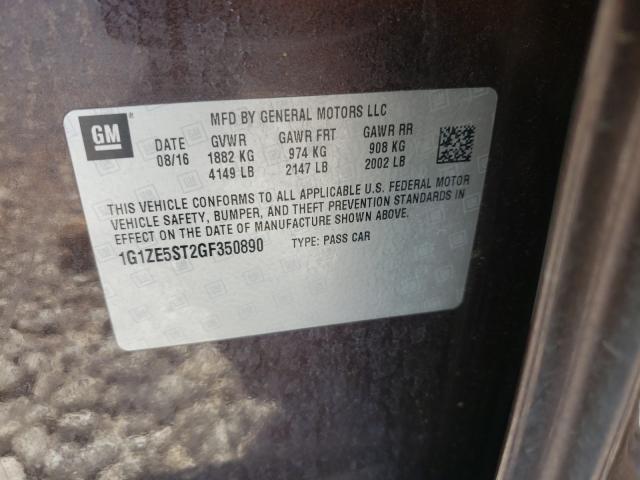 GM
MFD BY GENERAL MOTORS LLC
DATE GVWR GAWR FRT GAWR RR
08/16 1882 KG 974 KG 908 KG
4149 LB 2147 LB 2002 LB
THIS VEHICLE CONFORMS TO ALL APPLICABLE U.S. FEDERAL MOTOR
VEHICLE SAFETY, BUMPER, AND THEFT PREVENTION STANDARDS IN
EFFECT ON THE DATE OF MANUFACTURE SHOWN ABOVE.
1G1ZE5ST2GF350890 TYPE: PASS CAR